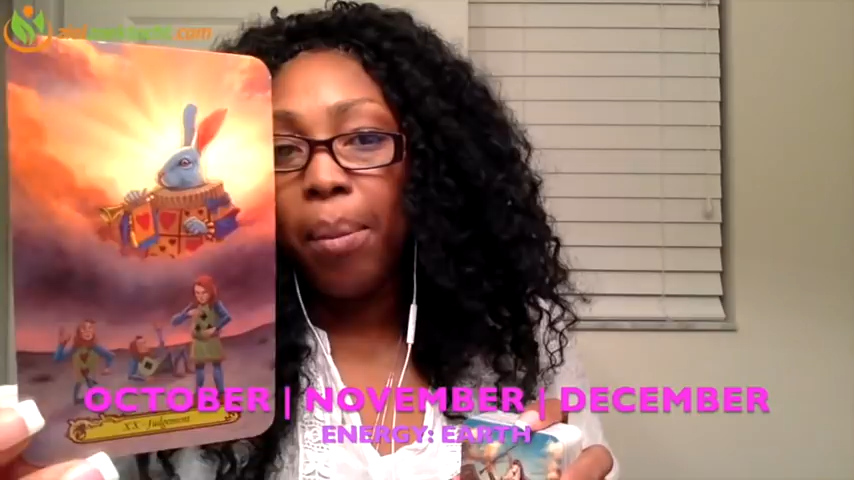 XX - Judgement
OCTOBER | NOVEMBER | DECEMBER
ENERGY: EARTH